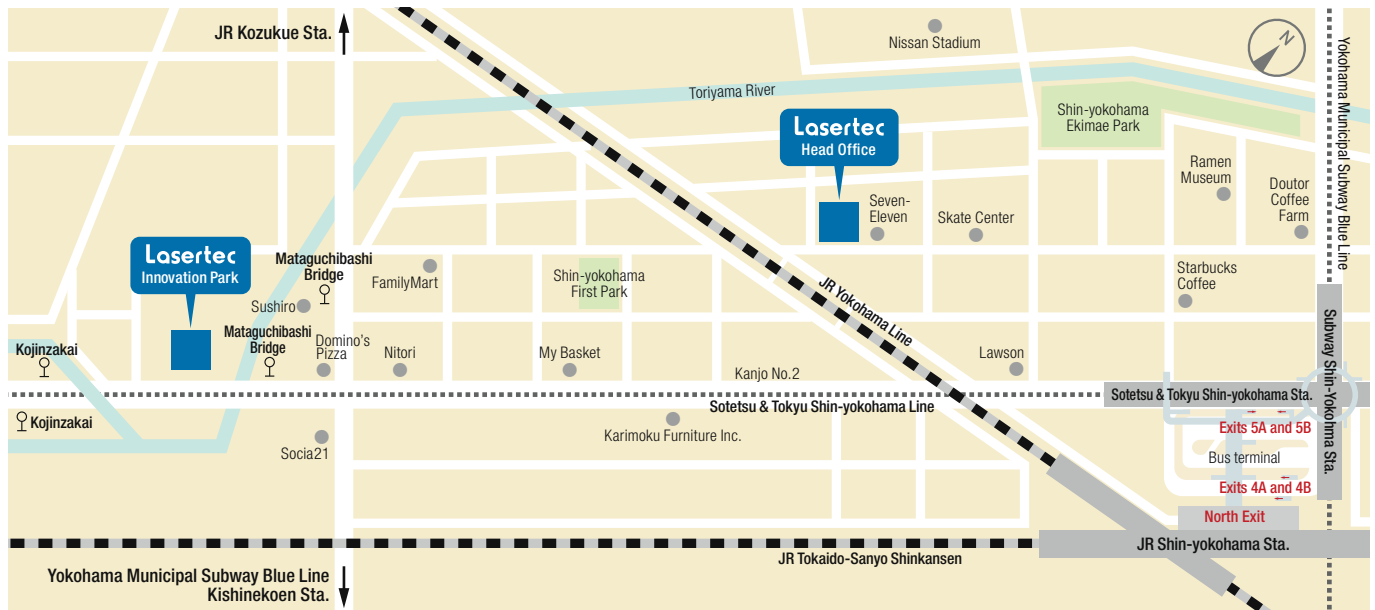 JR Kozukue Sta.
Nissan Stadium
N
Toriyama River
Shin-yokohama
Ekimae Park
Yokohama Municipal Subway Blue Line
Lasertec
Head Office
Ramen
Museum
Doutor
Coffee
Farm
Seven-
Eleven
Skate Center
Lasertec
Innovation Park
Mataguchibashi
Bridge
FamilyMart
Shin-yokohama
First Park
Starbucks
Coffee
Sushiro
JR Yokohama Line
Mataguchibashi
Bridge
Domino's
Pizza
Nitori
My Basket
Lawson
Kojinzakai
Kanjo No.2
Subway Shin-Yokohma Sta.
Sotetsu & Tokyu Shin-yokohama Sta.
Sotetsu & Tokyu Shin-yokohama Line
Kojinzakai
Exits 5A and 5B
Karimoku Furniture Inc.
Socia21
Bus terminal
Exits 4A and 4B
North Exit
JR Shin-yokohama Sta.
JR Tokaido-Sanyo Shinkansen
Yokohama Municipal Subway Blue Line
Kishinekoen Sta.